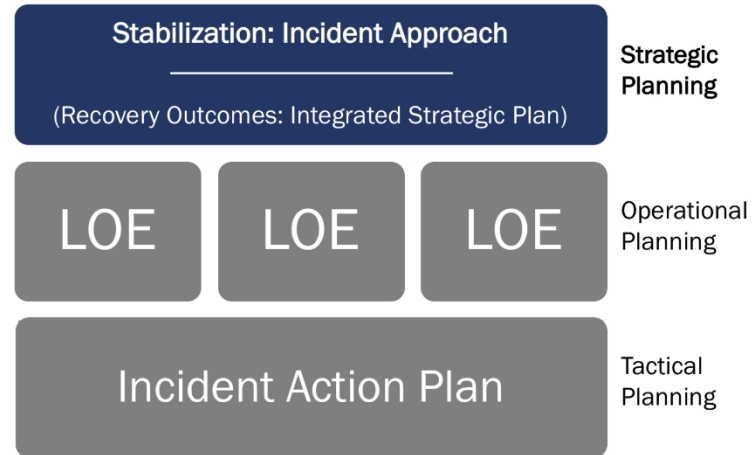 Stabilization: Incident Approach
(Recovery Outcomes: Integrated Strategic Plan)
Strategic
Planning
LOE LOE LOE
Operational
Planning
Incident Action Plan
Tactical
Planning